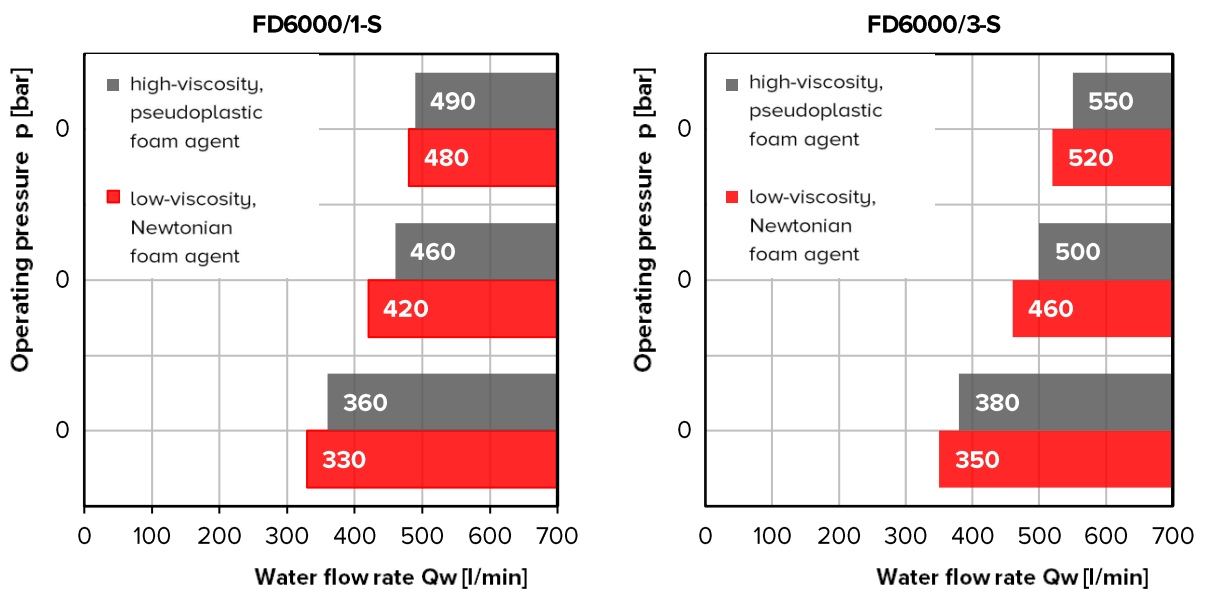 FD6000/1-S
Operating pressure p [bar]
high-viscosity,
pseudoplastic
foam agent
low-viscosity,
Newtonian
foam agent
0
490
480
0
460
420
0
360
330
0 100 200 300 400 500 600 700
Water flow rate Qw [l/min]
FD6000/3-S
Operating pressure p [bar]
high-viscosity,
pseudoplastic
foam agent
low-viscosity,
Newtonian
foam agent
0
550
520
0
500
460
0
380
350
0 100 200 300 400 500 600 700
Water flow rate Qw [l/min]